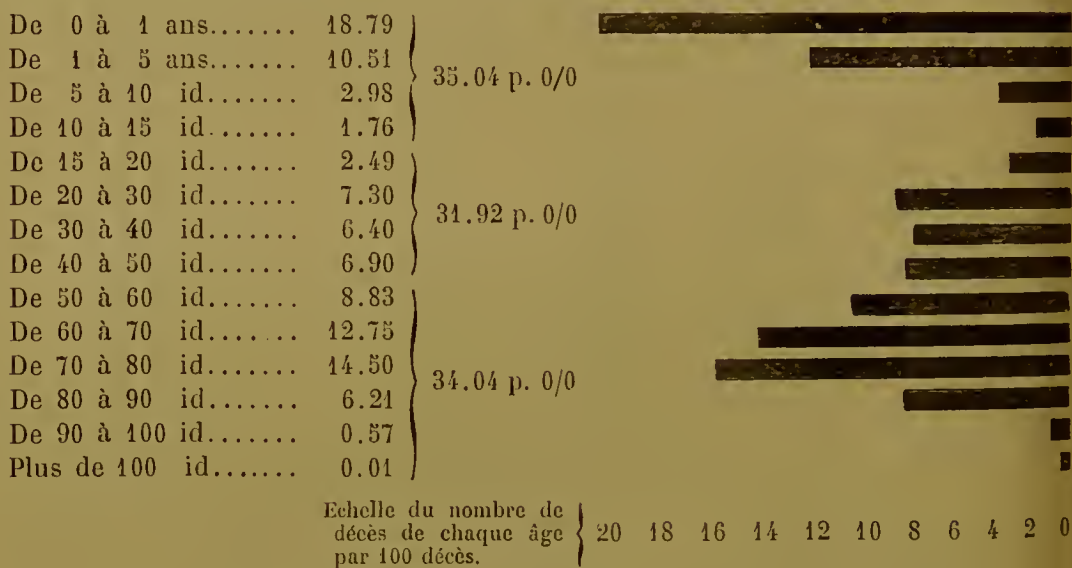 De 0 à 1 ans....... 18.79
De 1 à 5 ans....... 10.51
35.04 p. 0/0
De 5 à 10 id....... 2.98
De 10 à 15 id....... 1.76
De 15 à 20 id....... 2.49
De 20 à 30 id....... 7.30
31.92 p. 0/0
De 30 à 40 id....... 6.40
De 40 à 50 id....... 6.90
De 50 à 60 id....... 8.83
De 60 à 70 id....... 12.75
De 70 à 80 id....... 14.50
34.04 p. 0/0
De 80 à 90 id....... 6.21
De 90 à 100 id....... 0.57
Plus de 100 id....... 0.01
Echelle du nombre de
décès de chaque âge
par 100 décès.
20 18 16 14 12 10 8 6 4 2 0